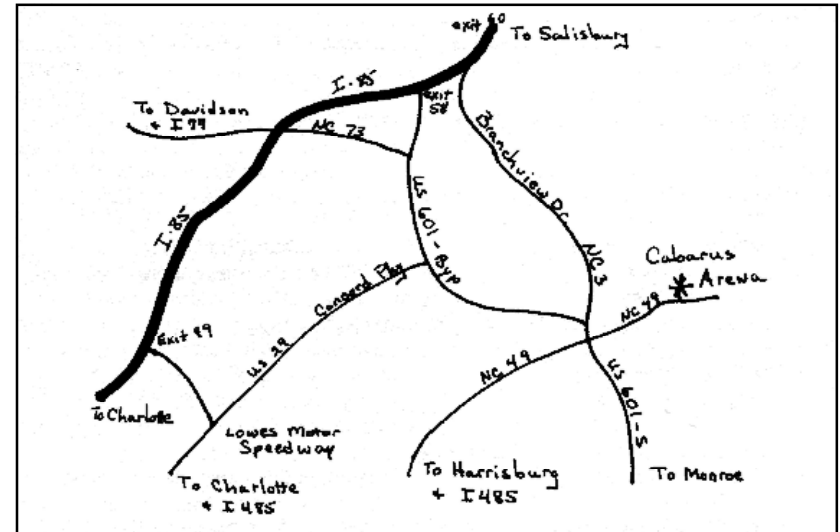 exit 60
To Salisbury
I-85
To Davidson
& I 77
NC 73
exit
58
Branchview Dr.
NC 3
US 601-Byp
I-85
Cabarus
Arena
NC 49
Concord Pky
US 29
Exit 49
NC 49
US 601-S
To Charlotte
Lowes Motor
Speedway
To Charlotte
& I 485
To Harrisburg
& I 485
To Monroe